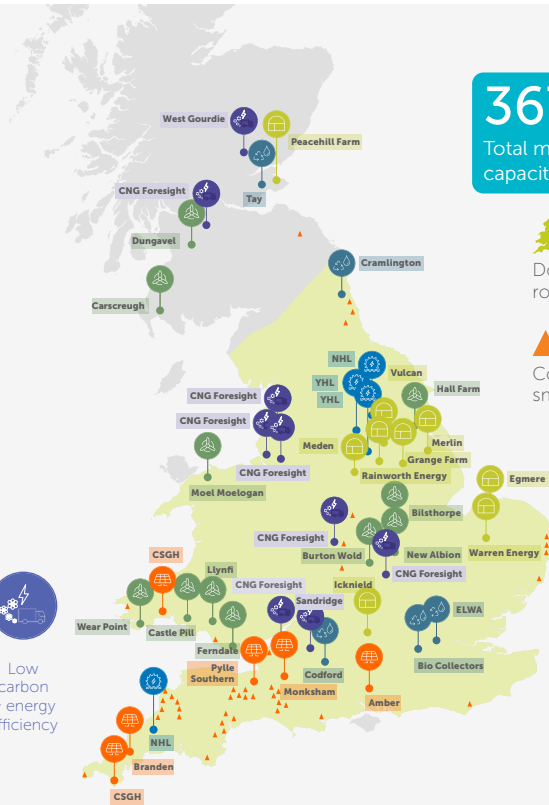 West Gourdie
Peacehill Farm
Tay
CNG Foresight
Dungavel
Carscreugh
Cramlington
NHL
YHL
YHL
Vulcan
Hall Farm
CNG Foresight
CNG Foresight
CNG Foresight
Meden
Merlin
Grange Farm
Rainworth Energy
Moel Moelogan
Egmere
Bilsthorpe
CNG Foresight
Burton Wold
New Albion
Warren Energy
CNG Foresight
CSGH
Llynfi
CNG Foresight
Icknield
Sandridge
ELWA
Wear Point
Castle Pill
Ferndale
Pylle
Southern
Codford
Bio Collectors
Monksham
Amber
NHL
Branden
CSGH
36
Total m
capacit
Do
ro
Co
sn
Low
carbon
energy
fficiency